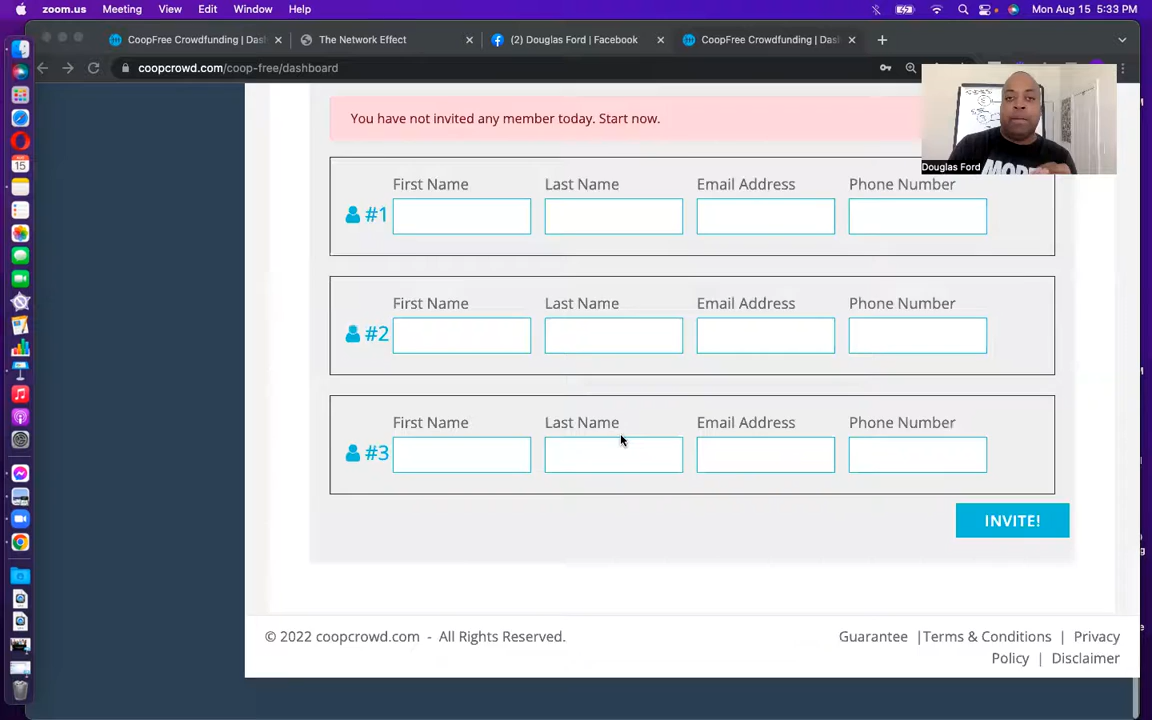 zoom.us Meeting View Edit Window Help Mon Aug 15 5:33 PM
CoopFree Crowdfunding | Das The Network Effect (2) Douglas Ford | Facebook CoopFree Crowdfunding | Das
coopcrowd.com/coop-free/dashboard
You have not invited any member today. Start now.
Douglas Ford
MORE
First Name Last Name Email Address Phone Number
#1
First Name Last Name Email Address Phone Number
#2
First Name Last Name Email Address Phone Number
#3
INVITE!
© 2022 coopcrowd.com - All Rights Reserved. Guarantee | Terms & Conditions | Privacy
Policy | Disclaimer
AUG
15